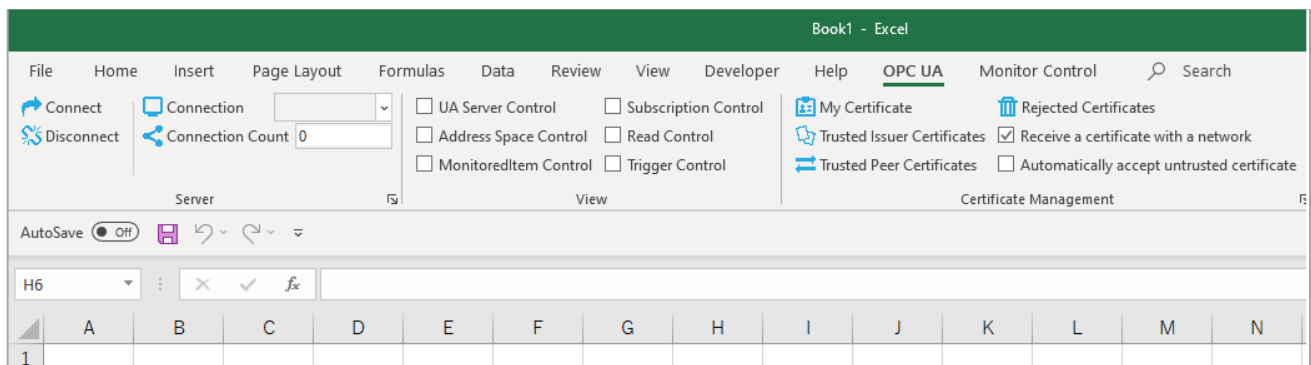 Book1 - Excel
File Home Insert Page Layout Formulas Data Review View Developer Help OPC UA Monitor Control Search
Connect Connection UA Server Control Subscription Control My Certificate Rejected Certificates
Disconnect Connection Count 0 Address Space Control Read Control Trusted Issuer Certificates Receive a certificate with a network
MonitoredItem Control Trigger Control Trusted Peer Certificates Automatically accept untrusted certificate
Server View Certificate Management
AutoSave Off
H6 fx
A B C D E F G H I J K L M N
1